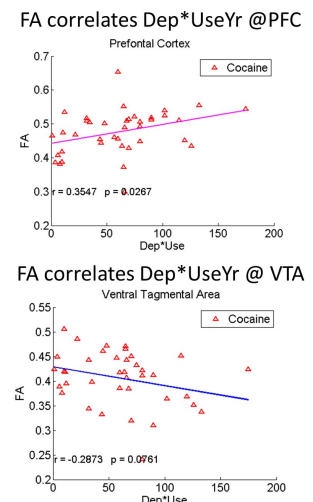 FA correlates Dep*UseYr @PFC
Prefontal Cortex
0.7
Cocaine
0.6
0.5
FA
0.4
0.3
r = 0.3547 p = 0.0267
0.2
0 50 100 150 200
Dep*Use
FA correlates Dep*UseYr @ VTA
Ventral Tagmental Area
0.55
Cocaine
0.5
0.45
0.4
FA
0.35
0.3
0.25
r = -0.2873 p = 0.0761
0.2
0 50 100 150 200
Dep*Use